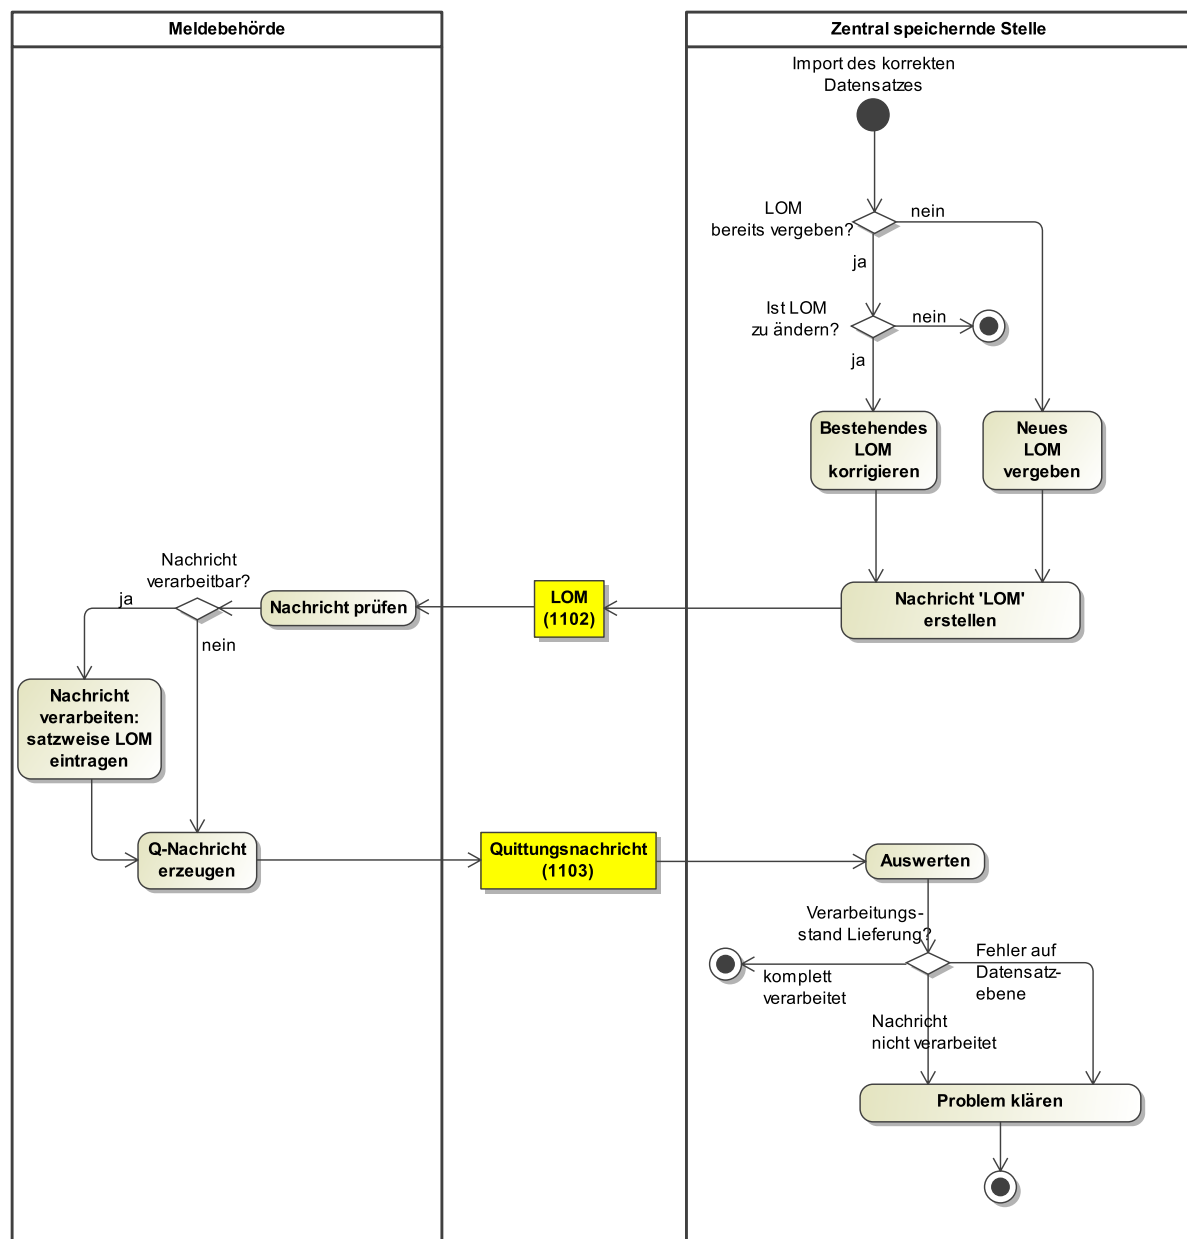 Meldebehörde
Zentral speichernde Stelle
Import des korrekten
Datensatzes
LOM
bereits vergeben?
nein
ja
Ist LOM
zu ändern?
nein
ja
Bestehendes
LOM
korrigieren
Neues
LOM
vergeben
Nachricht 'LOM'
erstellen
LOM
(1102)
Nachricht prüfen
Nachricht
verarbeitbar?
ja
nein
Nachricht
verarbeiten:
satzweise LOM
eintragen
Q-Nachricht
erzeugen
Quittungsnachricht
(1103)
Auswerten
Verarbeitungs-
stand Lieferung?
komplett
verarbeitet
Fehler auf
Datensatz-
ebene
Nachricht
nicht verarbeitet
Problem klären